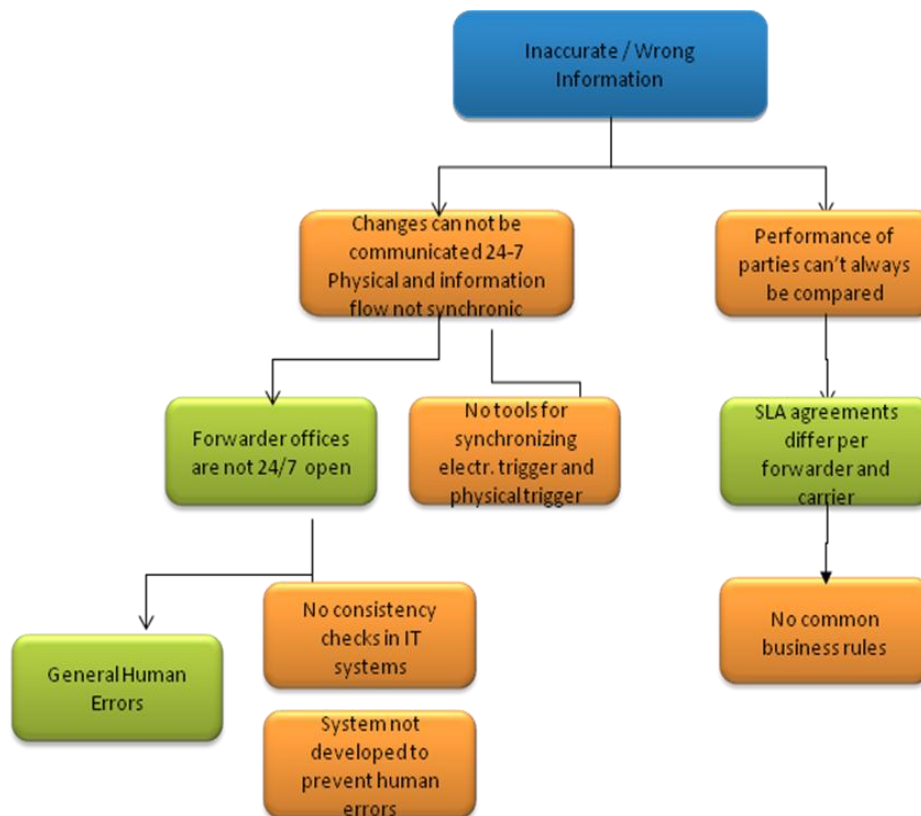 Inaccurate / Wrong
Information
Changes can not be
communicated 24-7
Physical and information
flow not synchronic
Performance of
parties can't always
be compared
Forwarder offices
are not 24/7 open
No tools for
synchronizing
electr. trigger and
physical trigger
SLA agreements
differ per
forwarder and
carrier
General Human
Errors
No consistency
checks in IT
systems
No common
business rules
System not
developed to
prevent human
errors